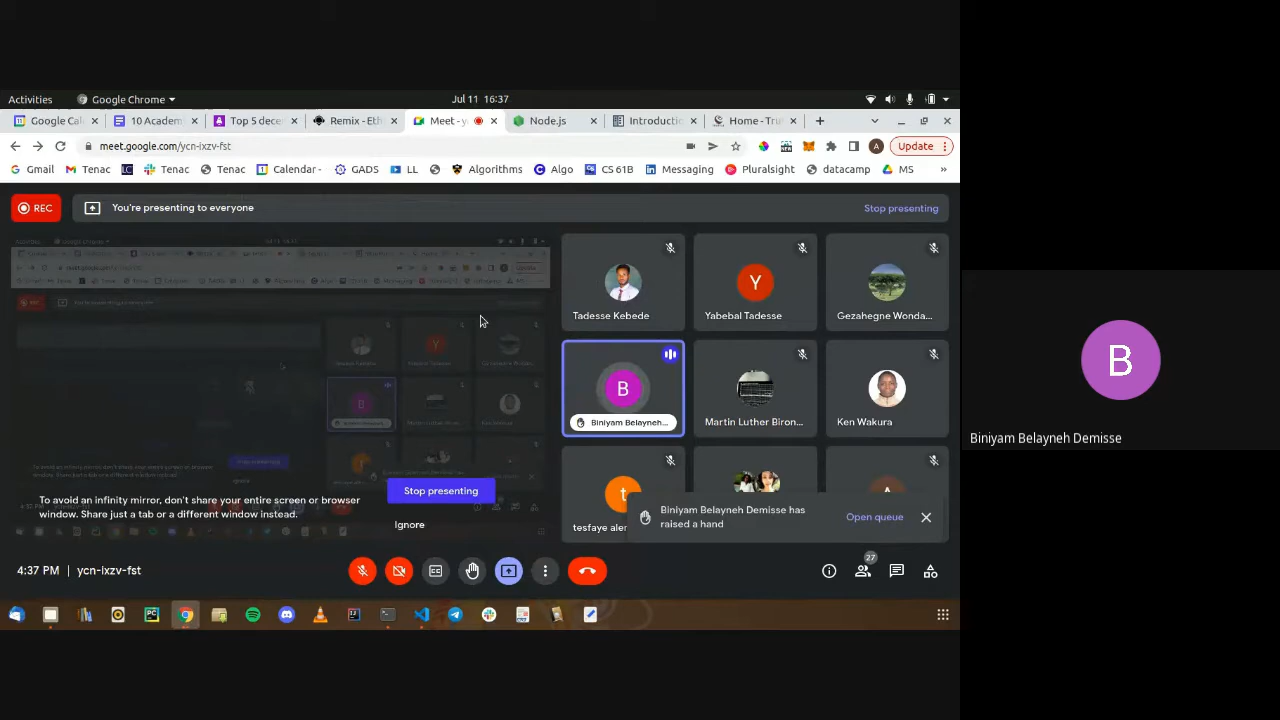 Activities
Google Chrome
Jul 11 16:37
Google Cal
10 Academi
Top 5 dece
Remix - Eth
Meet - y
Node.js
Introductic
Home - Tru
meet.google.com/ycn-ixzv-fst
A
Update
Gmail
Tenac
Tenac
Tenac
Calendar -
GADS
LL
Algorithms
Algo
CS 61B
Messaging
Pluralsight
datacamp
MS
»
REC
You're presenting to everyone
Stop presenting
Tadesse Kebede
Y
Yabebal Tadesse
Gezahegne Wonda...
B
Biniyam Belayneh...
Martin Luther Biron...
Ken Wakura
t
tesfaye aler
Biniyam Belayneh Demisse has
raised a hand
Open queue
To avoid an infinity mirror, don't share your entire screen or browser
window. Share just a tab or a different window instead.
Stop presenting
Ignore
4:37 PM | ycn-ixzv-fst
27
B
Biniyam Belayneh Demisse